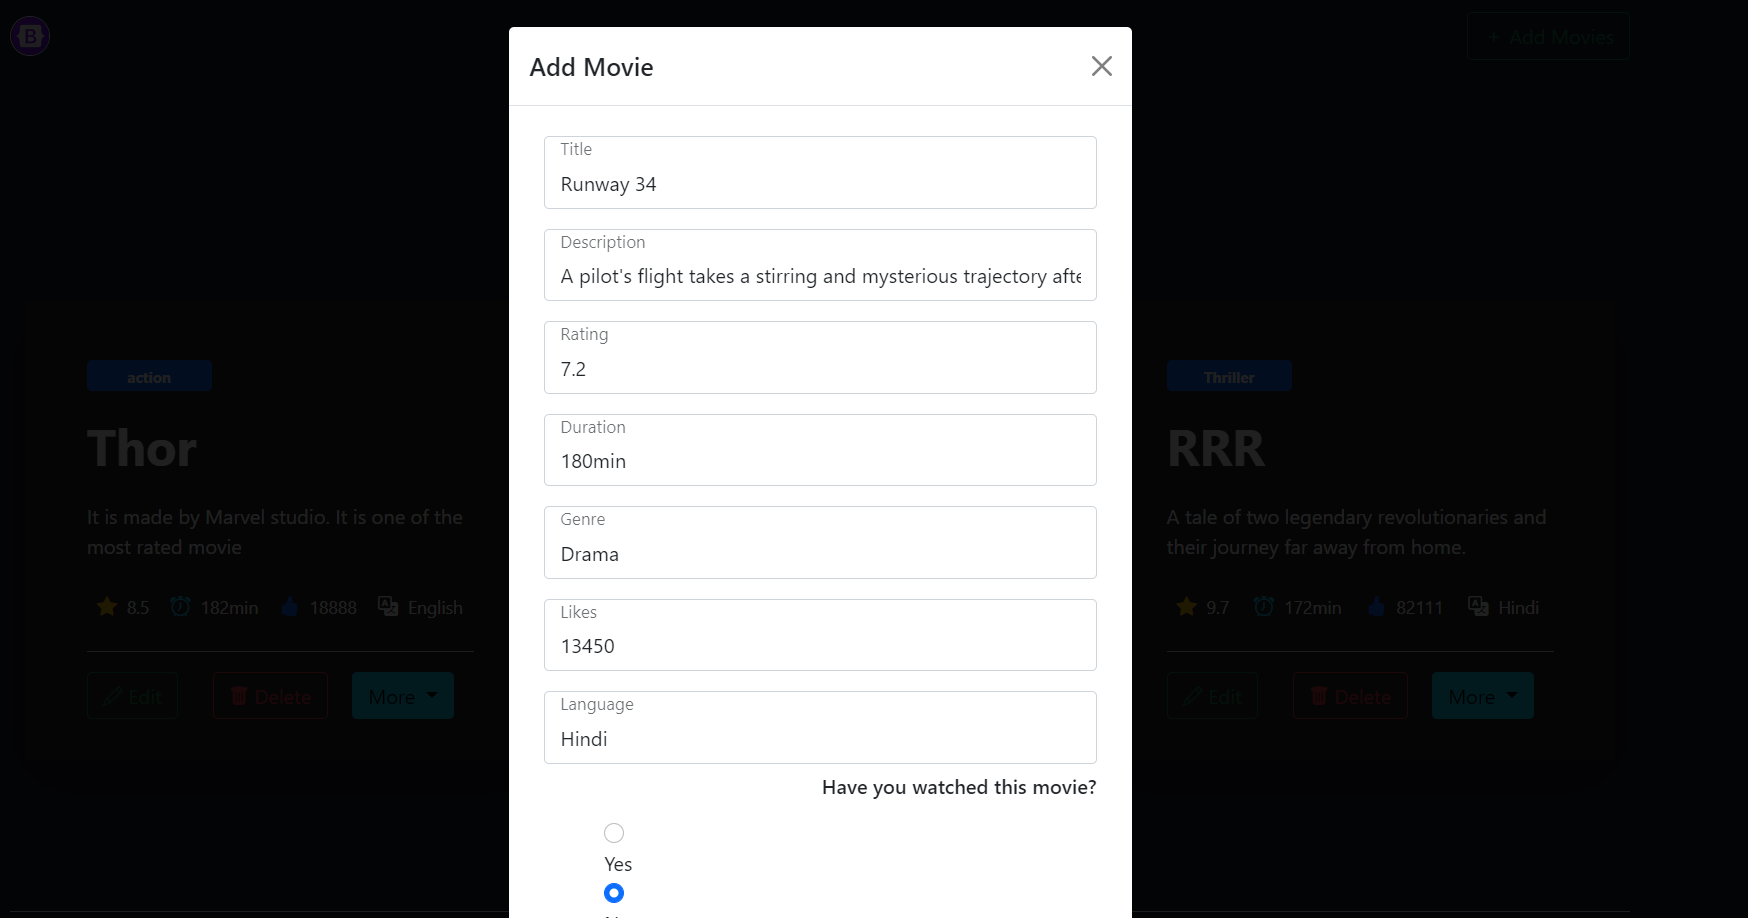 B
+ Add Movies
Add Movie
Title
Runway 34
Description
A pilot's flight takes a stirring and mysterious trajectory afte
Rating
7.2
Duration
180min
Genre
Drama
Likes
13450
Language
Hindi
Have you watched this movie?
Yes
action
Thor
It is made by Marvel studio. It is one of the
most rated movie
8.5 182min 18888 English
Edit Delete More
Thriller
RRR
A tale of two legendary revolutionaries and
their journey far away from home.
9.7 172min 82111 Hindi
Edit Delete More